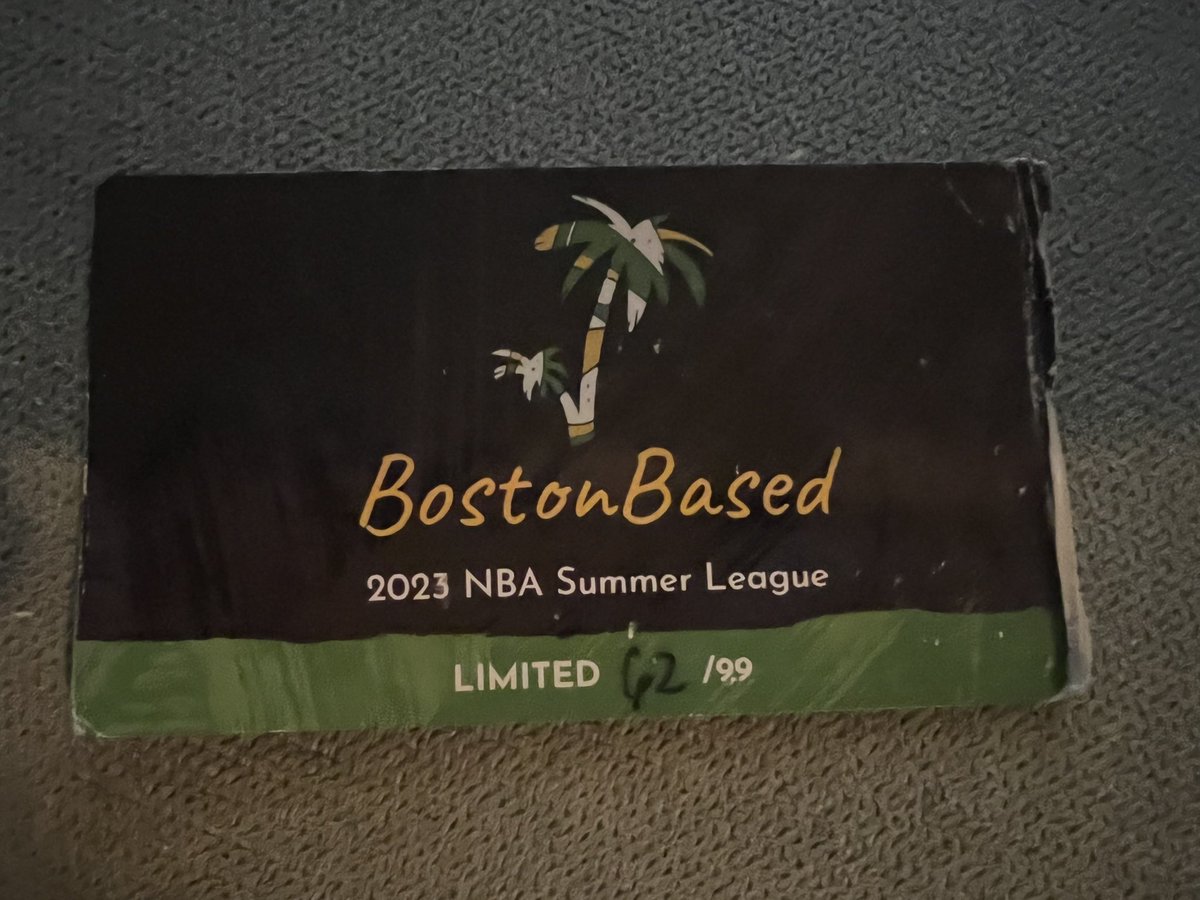 BostonBased
2023 NBA Summer League
LIMITED 62 /99